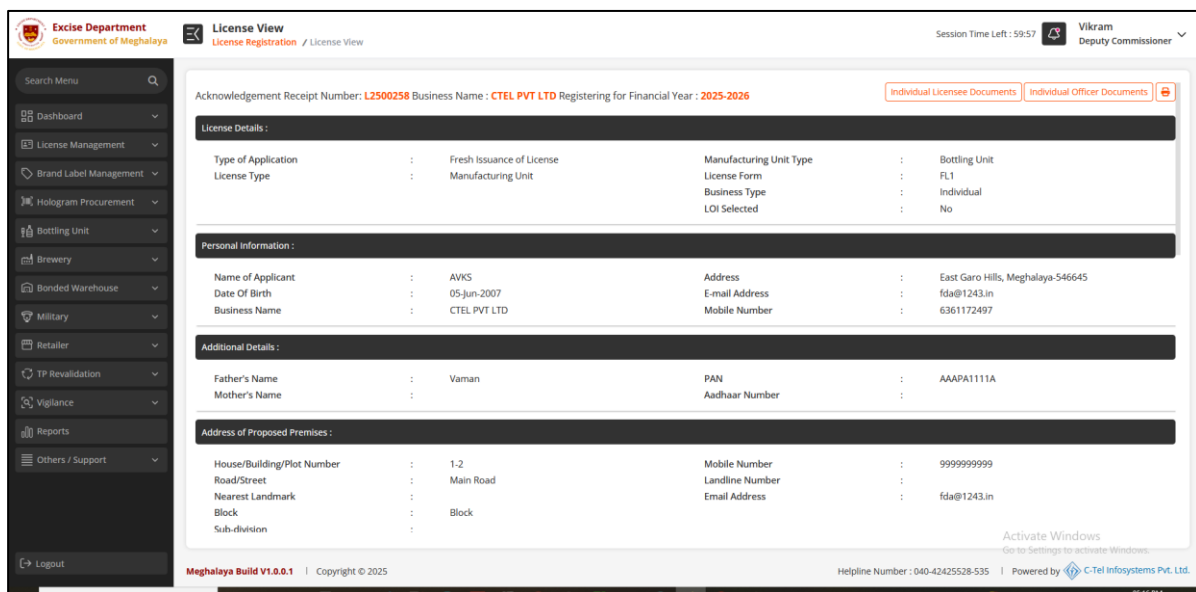 Excise Department
Government of Meghalaya
License View
License Registration / License View
Session Time Left : 59:57
Vikram
Deputy Commissioner
Search Menu
Dashboard
License Management
Brand Label Management
Hologram Procurement
Bottling Unit
Brewery
Bonded Warehouse
Military
Retailer
TP Revalidation
Vigilance
Reports
Others / Support
Logout
Acknowledgement Receipt Number: L2500258 Business Name : CTEL PVT LTD Registering for Financial Year : 2025-2026
Individual Licensee Documents Individual Officer Documents
License Details :
Type of Application : Fresh Issuance of License Manufacturing Unit Type : Bottling Unit
License Type : Manufacturing Unit License Form : FL1
Business Type : Individual
LOI Selected : No
Personal Information :
Name of Applicant : AVKS Address : East Garo Hills, Meghalaya-546645
Date Of Birth : 05-Jun-2007 E-mail Address : fda@1243.in
Business Name : CTEL PVT LTD Mobile Number : 6361172497
Additional Details :
Father's Name : Vaman PAN : AAAPA1111A
Mother's Name : Aadhaar Number :
Address of Proposed Premises :
House/Building/Plot Number : 1-2 Mobile Number : 9999999999
Road/Street : Main Road Landline Number :
Nearest Landmark : Email Address : fda@1243.in
Block : Block
Sub-division :
Activate Windows
Go to Settings to activate Windows.
Meghalaya Build V1.0.0.1 | Copyright © 2025
Helpline Number : 040-42425528-535 | Powered by C-Tel Infosystems Pvt. Ltd.